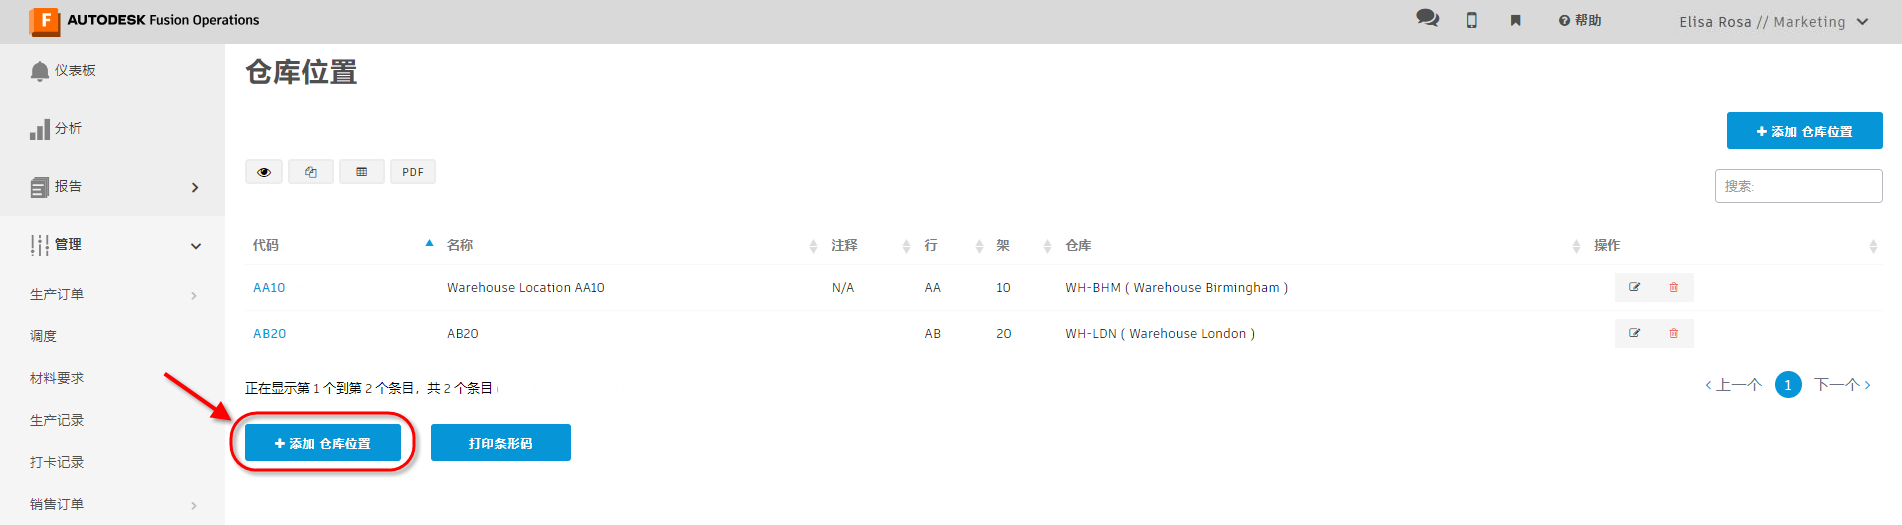 AUTODESK Fusion Operations
帮助
Elisa Rosa // Marketing
仪表板
分析
报告
管理
生产订单
调度
材料要求
生产记录
打卡记录
销售订单
仓库位置
+ 添加 仓库位置
PDF
搜索:
代码 名称 注释 行 架 仓库 操作
AA10 Warehouse Location AA10 N/A AA 10 WH-BHM ( Warehouse Birmingham )
AB20 AB20 AB 20 WH-LDN ( Warehouse London )
正在显示第 1 个到第 2 个条目，共 2 个条目
‹ 上一个 1 下一个 ›
+ 添加 仓库位置 打印条形码